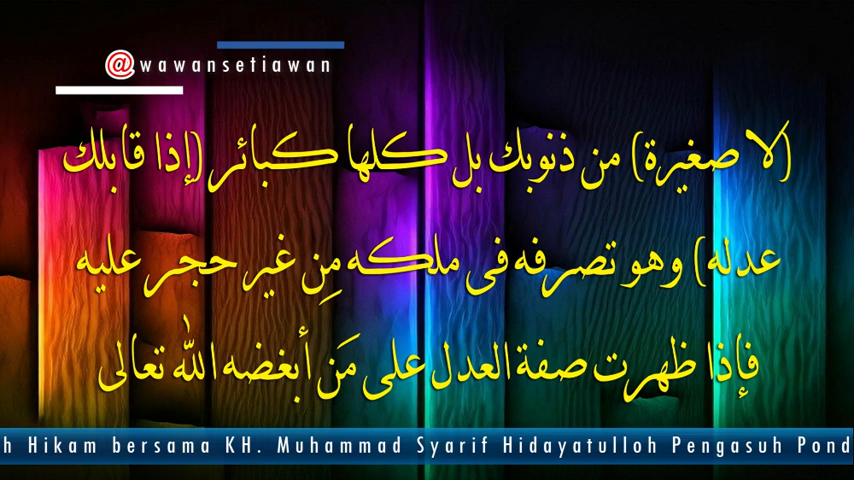 @wawansetiawan
(لا صغيرة) من ذنوبك بل كلها كبائر (إذا قابلك
عدله) وهو تصرفه فى ملكه مِن غير حجر عليه
فإذا ظهرت صفة العدل على مَن أبغضه الله تعالى
h Hikam bersama KH. Muhammad Syarif Hidayatulloh Pengasuh Pond